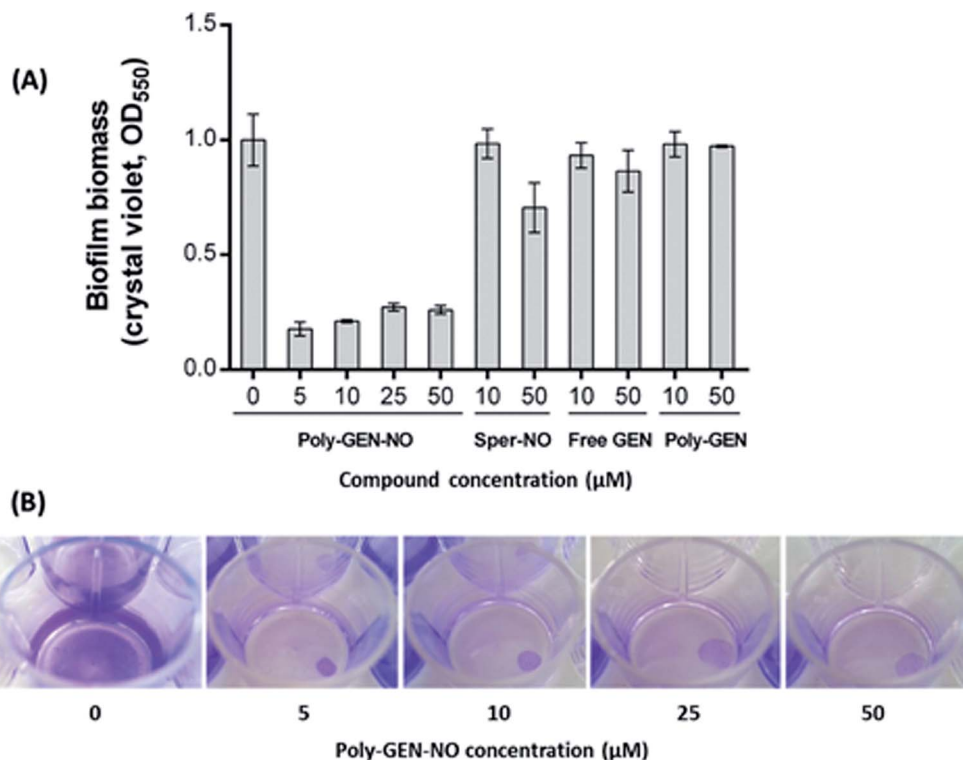 (A)
Biofilm biomass
(crystal violet, OD550)
1.5
1.0
0.5
0.0
0 5 10 25 50 10 50 10 50 10 50
Poly-GEN-NO Sper-NO Free GEN Poly-GEN
Compound concentration (µM)
(B)
0 5 10 25 50
Poly-GEN-NO concentration (µM)